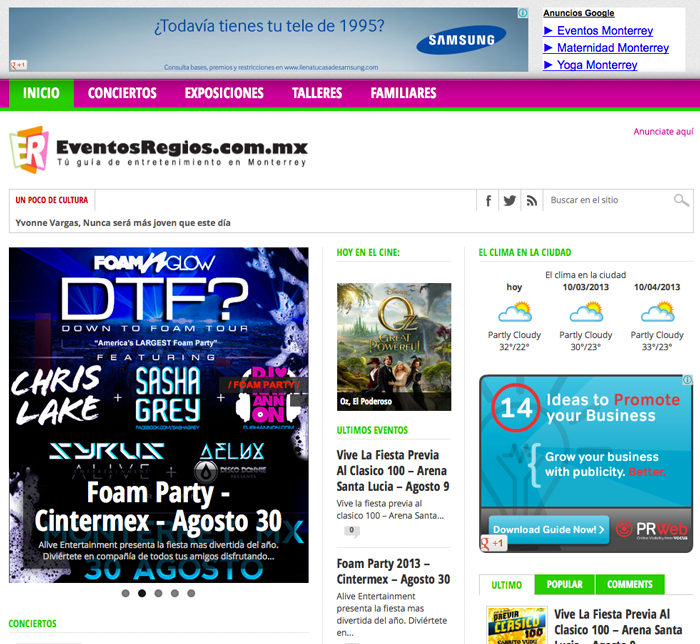 ¿Todavía tienes tu tele de 1995?
SAMSUNG
Consulta bases, premios y restricciones en www.llenatucasadesamsung.com
+1
Anuncios Google
► Eventos Monterrey
► Maternidad Monterrey
► Yoga Monterrey
INICIO CONCIERTOS EXPOSICIONES TALLERES FAMILIARES
Anunciate aquí
ER EventosRegios.com.mx
Tú guía de entretenimiento en Monterrey
UN POCO DE CULTURA
Buscar en el sitio
Yvonne Vargas, Nunca será más joven que este día
FOAM N GLOW
DTF?
DOWN TO FOAM TOUR
"America's LARGEST Foam Party"
FEATURING
CHRIS LAKE + SASHA GREY +
FACEBOOK.COM/SASHAGREY
/ FOAM PARTY /
SYRUS AELUX
ALIVE + DISCO DONNIE
PRESENTS
Foam Party -
Cintermex - Agosto 30
Alive Entertainment presenta la fiesta mas divertida del año.
Diviértete en compañía de todos tus amigos disfrutando...
30 AGOSTO
CONCIERTOS
HOY EN EL CINE:
OZ
GREAT
POWERFUL
Oz, El Poderoso
ULTIMOS EVENTOS
Vive La Fiesta Previa
Al Clasico 100 – Arena
Santa Lucia – Agosto 9
Vive la fiesta previa al
clasico 100 – Arena Santa...
0
Foam Party 2013 –
Cintermex – Agosto 30
Alive Entertainment
presenta la fiesta mas
divertida del año. Diviértete
en...
EL CLIMA EN LA CIUDAD
El clima en la ciudad
hoy 10/03/2013 10/04/2013
Partly Cloudy Partly Cloudy Partly Cloudy
32°/22° 30°/23° 33°/23°
14 Ideas to Promote
your Business
Grow your business
with publicity. Better.
Download Guide Now! >
PRWeb
+1
ULTIMO POPULAR COMMENTS
PREVIA
CLASICO
100
Vive La Fiesta Previa Al
Clasico 100 – Arena Santa
Lucia – Agosto 9